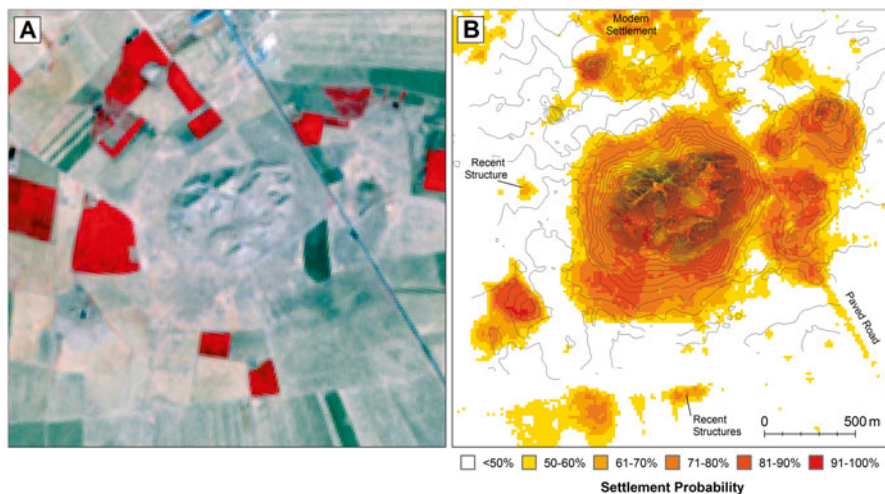 A
B
Modern
Settlement
Recent
Structure
Paved Road
Recent
Structures
0 500 m
<50% 50-60% 61-70% 71-80% 81-90% 91-100%
Settlement Probability